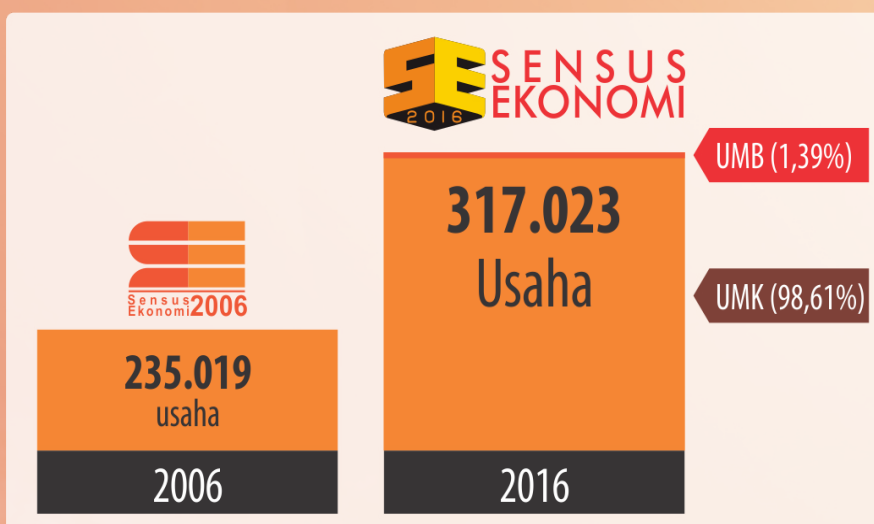 SE
2016
SENSUS
EKONOMI
UMB (1,39%)
317.023
Usaha
UMK (98,61%)
Sensus
Ekonomi2006
235.019
usaha
2006
2016